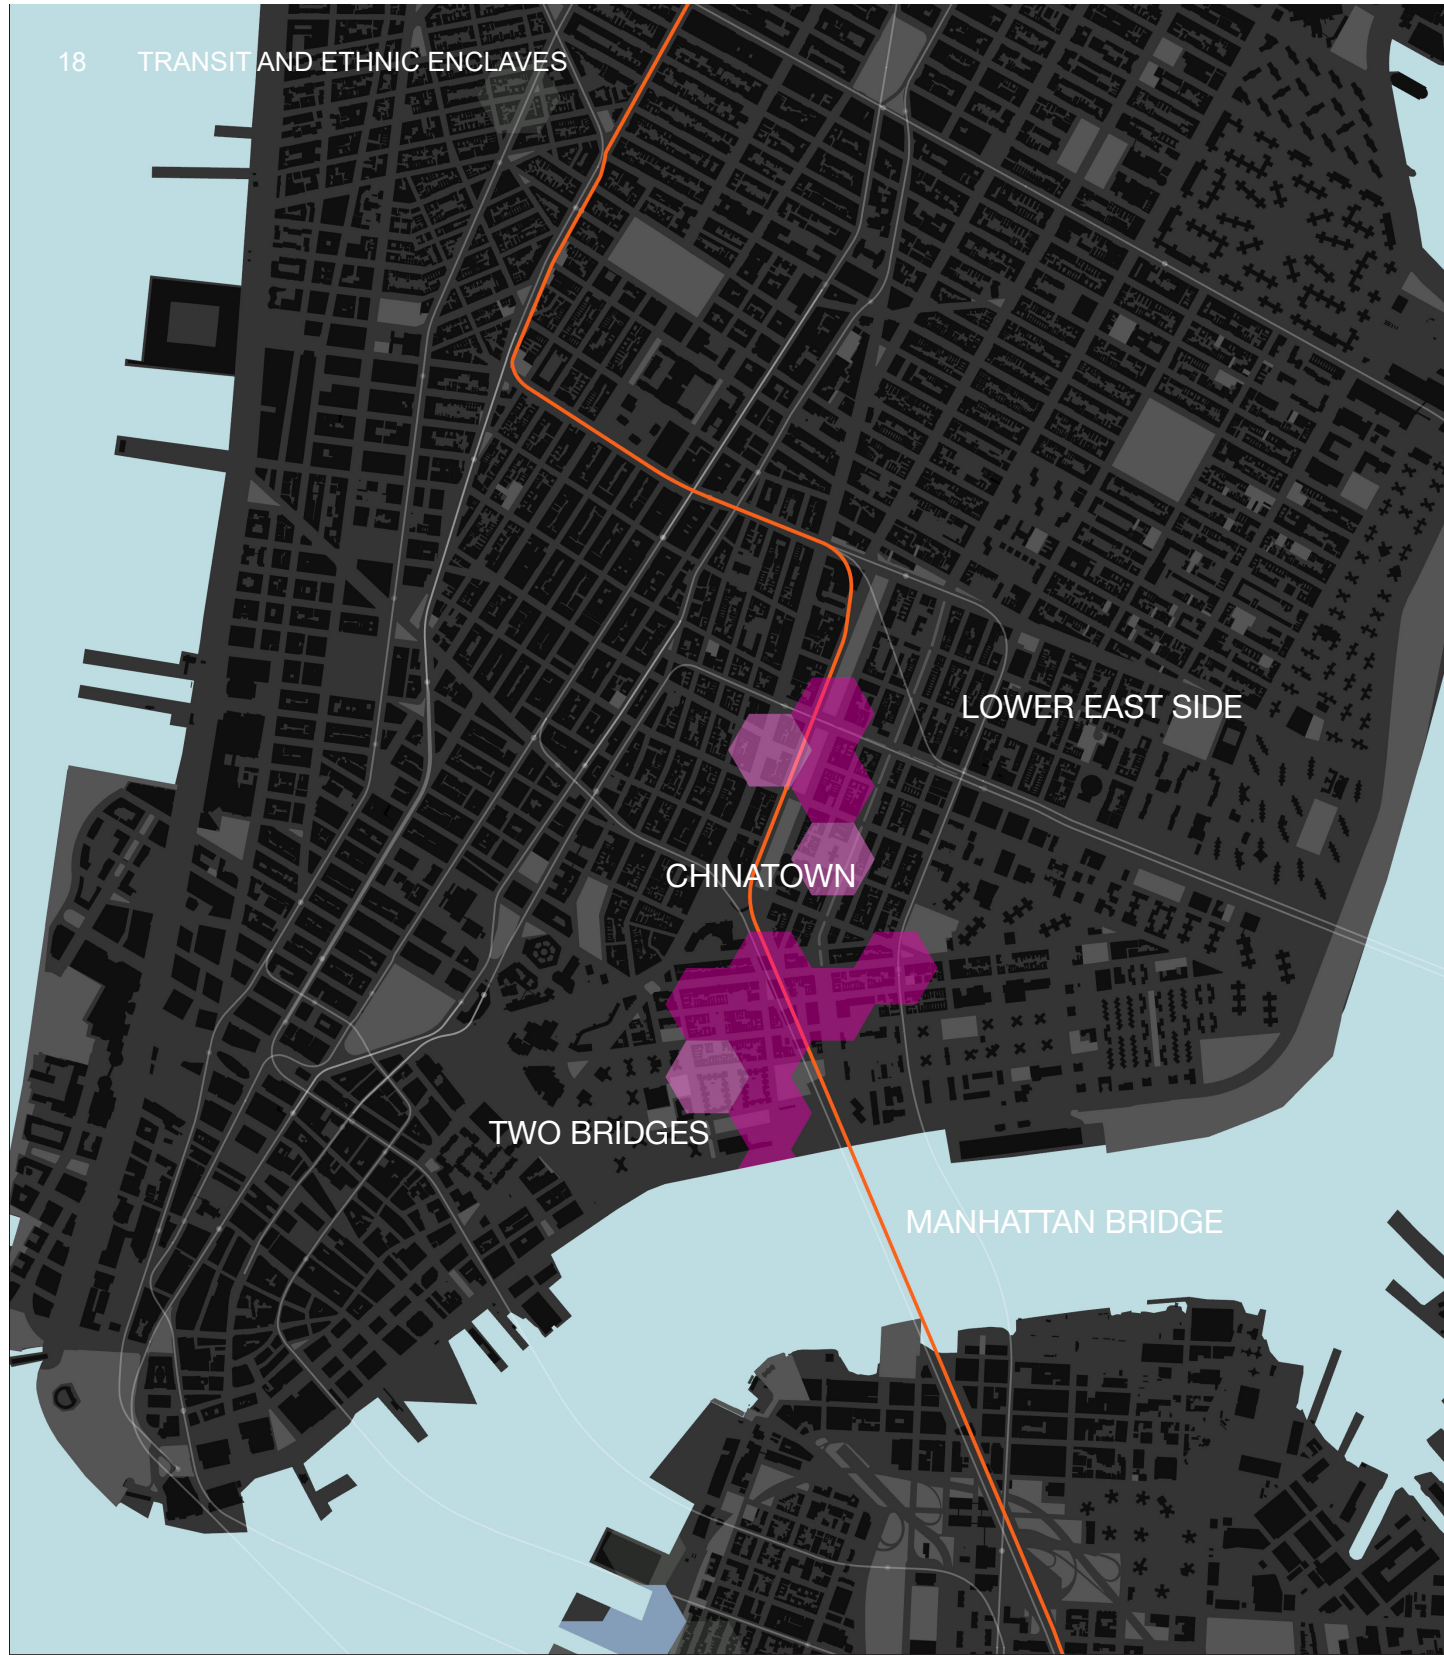 18 TRANSIT AND ETHNIC ENCLAVES
LOWER EAST SIDE
CHINATOWN
TWO BRIDGES
MANHATTAN BRIDGE